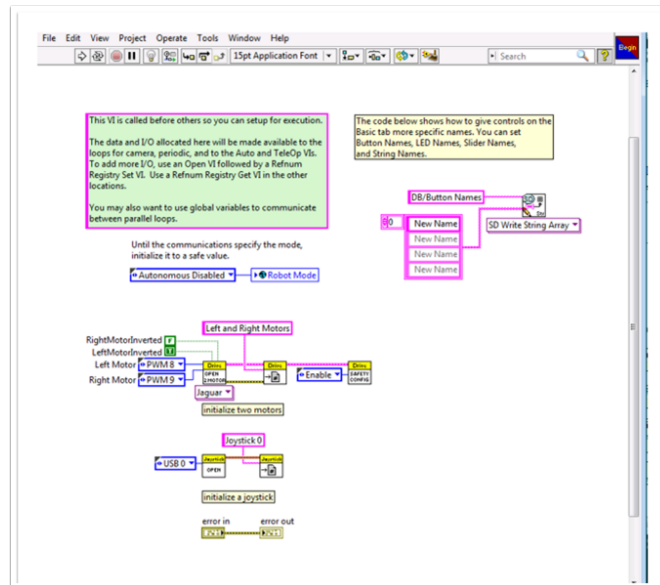 File Edit View Project Operate Tools Window Help
15pt Application Font
Search
Begin
This VI is called before others so you can setup for execution.
The data and I/O allocated here will be made available to the
loops for camera, periodic, and to the Auto and TeleOp VIs.
To add more I/O, use an Open VI followed by a Refnum
Registry Set VI. Use a Refnum Registry Get VI in the other
locations.
You may also want to use global variables to communicate
between parallel loops.
The code below shows how to give controls on the
Basic tab more specific names. You can set
Button Names, LED Names, Slider Names,
and String Names.
DB/Button Names
0
New Name
New Name
New Name
New Name
SD Write String Array
Until the communications specify the mode,
initialize it to a safe value.
Autonomous Disabled
Robot Mode
Left and Right Motors
RightMotorInverted F
LeftMotorInverted
Left Motor PWM 8
Right Motor PWM 9
OPEN
2 MOTOR
Enable
SAFETY
CONFIG
Jaguar
initialize two motors
Joystick 0
USB 0
Joystick
OPEN
Joystick
initialize a joystick
error in error out